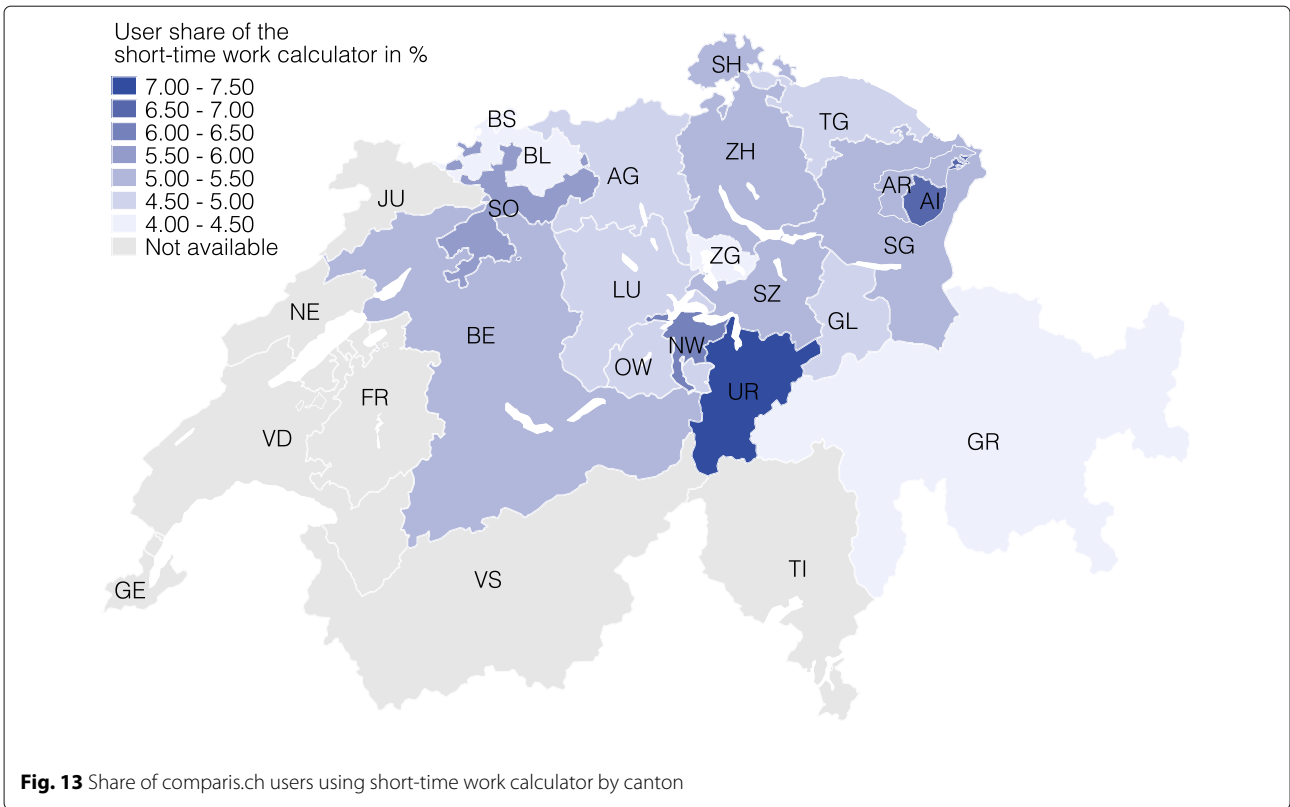 User share of the
short-time work calculator in %
7.00 - 7.50
6.50 - 7.00
6.00 - 6.50
5.50 - 6.00
5.00 - 5.50
4.50 - 5.00
4.00 - 4.50
Not available
SH
BS
TG
BL
ZH
AG
AR
AI
JU
SO
SG
ZG
LU
SZ
NE
GL
BE
NW
OW
UR
FR
VD
GR
TI
VS
GE
Fig. 13 Share of comparis.ch users using short-time work calculator by canton